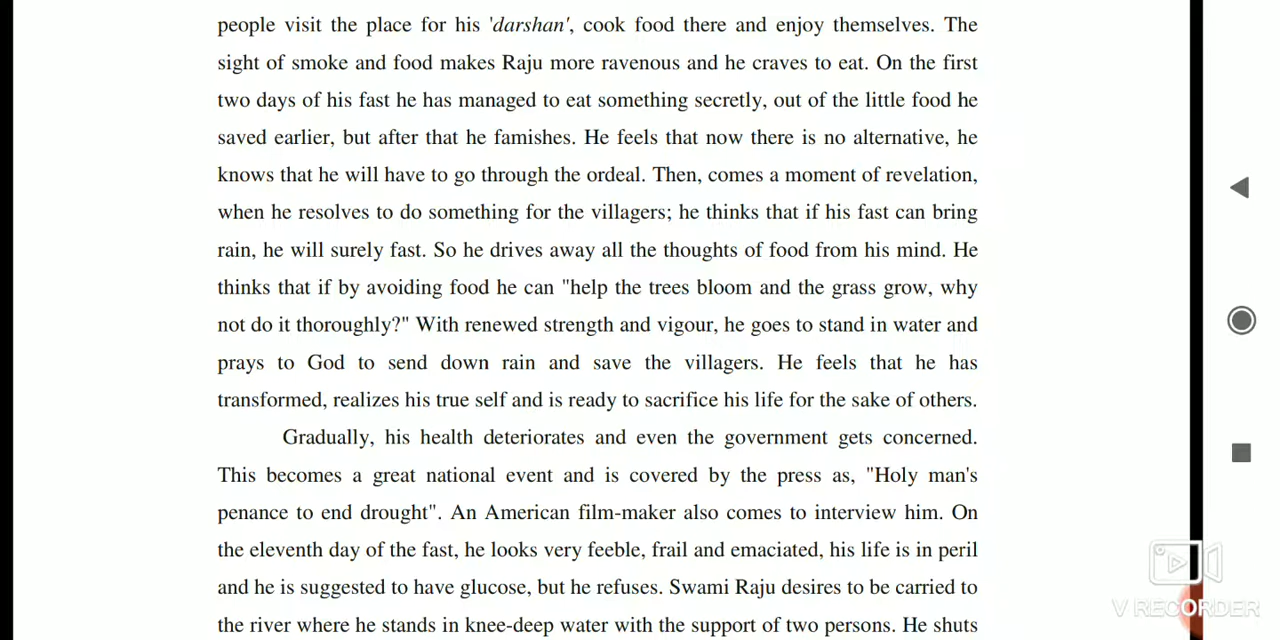 people visit the place for his 'darshan', cook food there and enjoy themselves. The
sight of smoke and food makes Raju more ravenous and he craves to eat. On the first
two days of his fast he has managed to eat something secretly, out of the little food he
saved earlier, but after that he famishes. He feels that now there is no alternative, he
knows that he will have to go through the ordeal. Then, comes a moment of revelation,
when he resolves to do something for the villagers; he thinks that if his fast can bring
rain, he will surely fast. So he drives away all the thoughts of food from his mind. He
thinks that if by avoiding food he can "help the trees bloom and the grass grow, why
not do it thoroughly?" With renewed strength and vigour, he goes to stand in water and
prays to God to send down rain and save the villagers. He feels that he has
transformed, realizes his true self and is ready to sacrifice his life for the sake of others.
Gradually, his health deteriorates and even the government gets concerned.
This becomes a great national event and is covered by the press as, "Holy man's
penance to end drought". An American film-maker also comes to interview him. On
the eleventh day of the fast, he looks very feeble, frail and emaciated, his life is in peril
and he is suggested to have glucose, but he refuses. Swami Raju desires to be carried to
the river where he stands in knee-deep water with the support of two persons. He shuts
V RECORDER